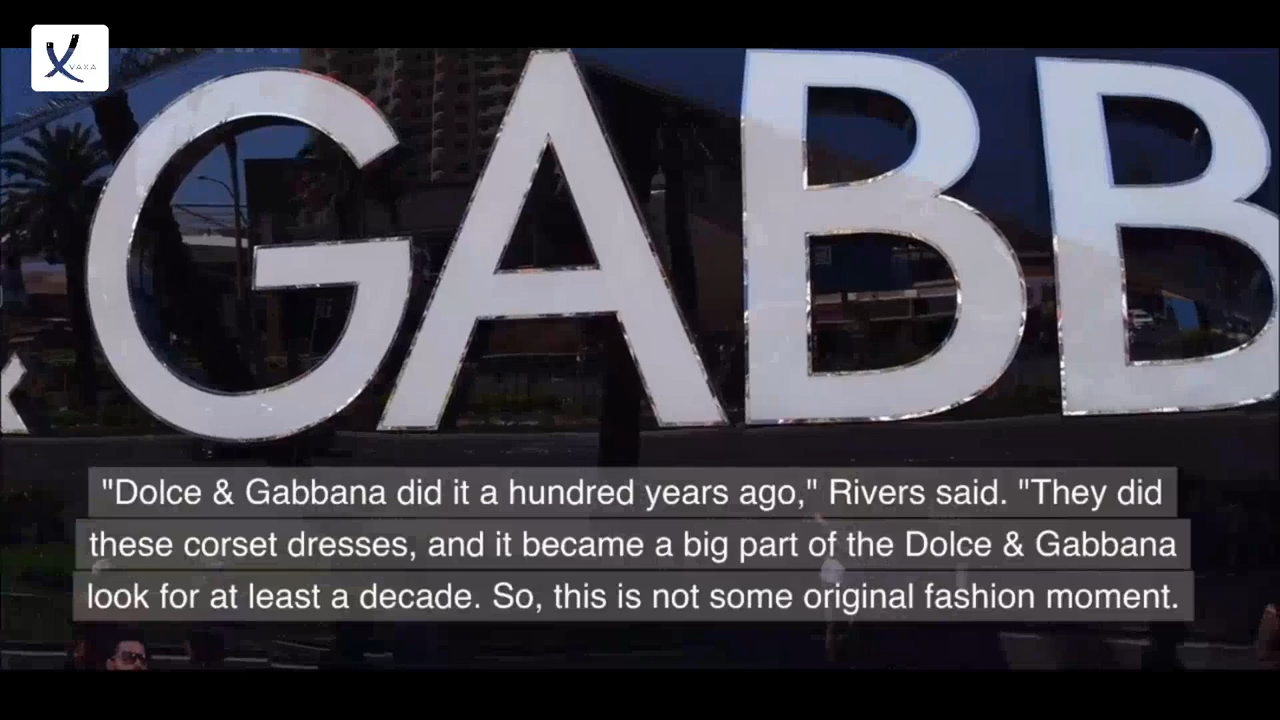 VAXA
& GABB
"Dolce & Gabbana did it a hundred years ago," Rivers said. "They did
these corset dresses, and it became a big part of the Dolce & Gabbana
look for at least a decade. So, this is not some original fashion moment.